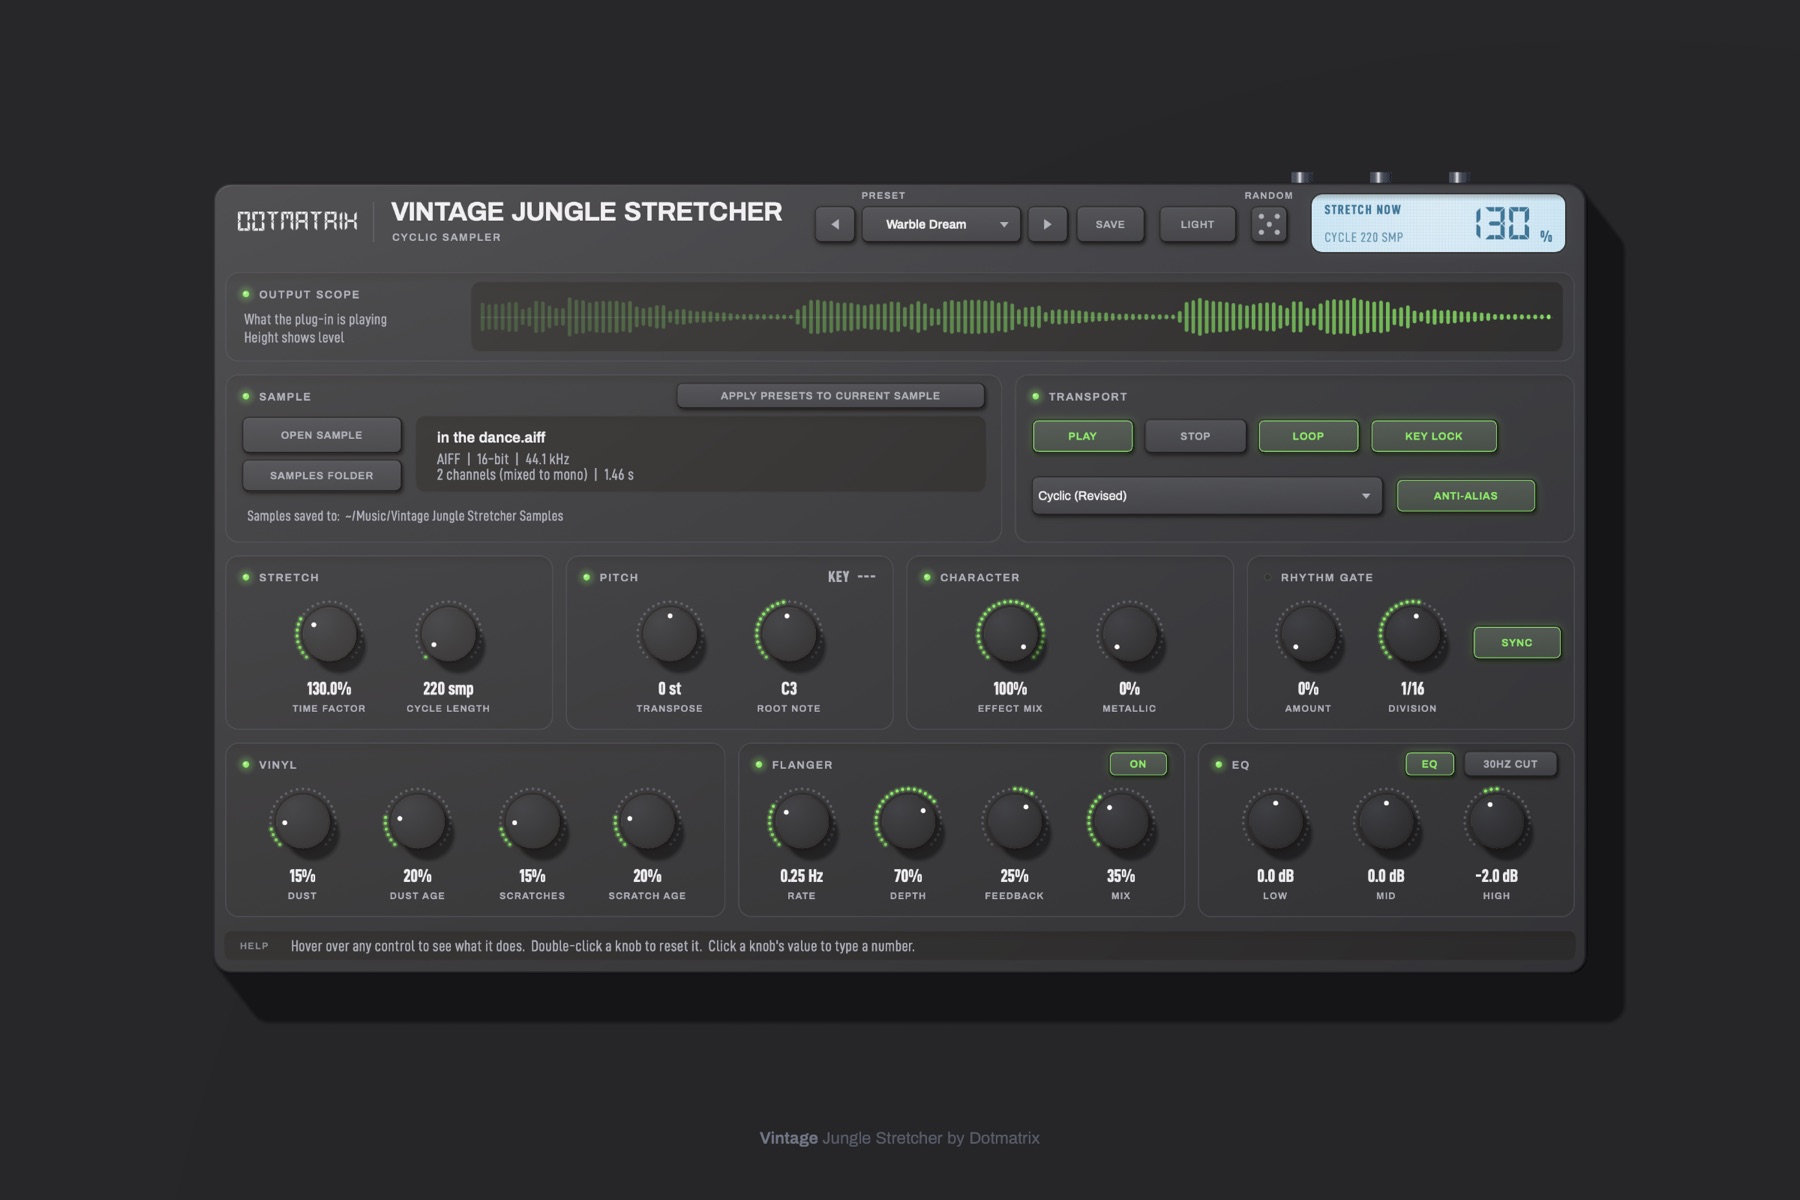 DOTMATRIX
VINTAGE JUNGLE STRETCHER
CYCLIC SAMPLER
PRESET
Warble Dream
SAVE
LIGHT
RANDOM
STRETCH NOW
CYCLE 220 SMP
130 %
OUTPUT SCOPE
What the plug-in is playing
Height shows level
SAMPLE
APPLY PRESETS TO CURRENT SAMPLE
OPEN SAMPLE
SAMPLES FOLDER
in the dance.aiff
AIFF | 16-bit | 44.1 kHz
2 channels (mixed to mono) | 1.46 s
Samples saved to: ~/Music/Vintage Jungle Stretcher Samples
TRANSPORT
PLAY
STOP
LOOP
KEY LOCK
Cyclic (Revised)
ANTI-ALIAS
STRETCH
130.0%
TIME FACTOR
220 smp
CYCLE LENGTH
PITCH
KEY ---
0 st
TRANSPOSE
C3
ROOT NOTE
CHARACTER
100%
EFFECT MIX
0%
METALLIC
RHYTHM GATE
0%
AMOUNT
1/16
DIVISION
SYNC
VINYL
15%
DUST
20%
DUST AGE
15%
SCRATCHES
20%
SCRATCH AGE
FLANGER
ON
0.25 Hz
RATE
70%
DEPTH
25%
FEEDBACK
35%
MIX
EQ
EQ
30HZ CUT
0.0 dB
LOW
0.0 dB
MID
-2.0 dB
HIGH
HELP
Hover over any control to see what it does. Double-click a knob to reset it. Click a knob's value to type a number.
Vintage Jungle Stretcher by Dotmatrix